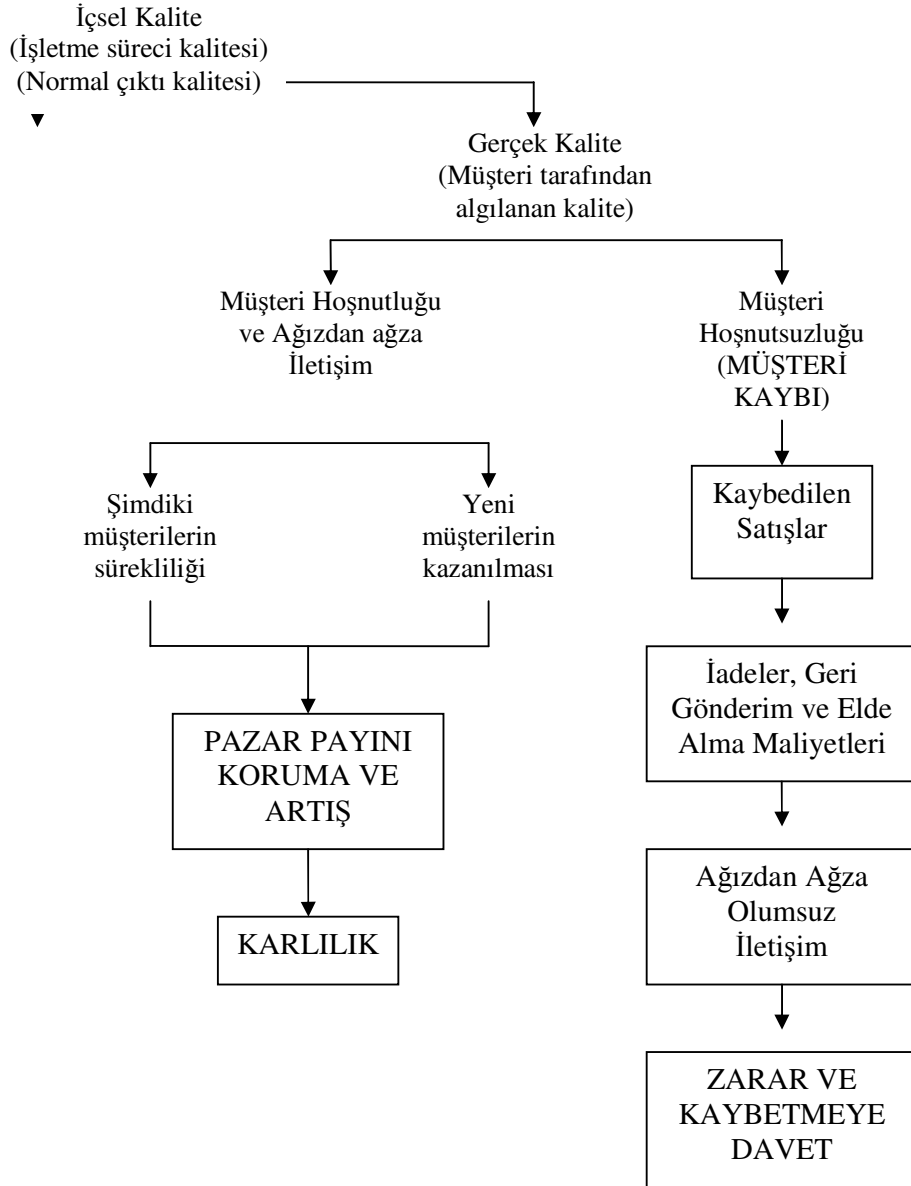 İçsel Kalite
(İşletme süreci kalitesi)
(Normal çıktı kalitesi)
Gerçek Kalite
(Müşteri tarafından
algılanan kalite)
Müşteri Hoşnutluğu
ve Ağızdan ağza
İletişim
Müşteri
Hoşnutsuzluğu
(MÜŞTERİ
KAYBI)
Şimdiki
müşterilerin
sürekliliği
Yeni
müşterilerin
kazanılması
Kaybedilen
Satışlar
İadeler, Geri
Gönderim ve Elde
Alma Maliyetleri
PAZAR PAYINI
KORUMA VE
ARTIŞ
Ağızdan Ağza
Olumsuz
İletişim
KARLILIK
ZARAR VE
KAYBETMEYE
DAVET